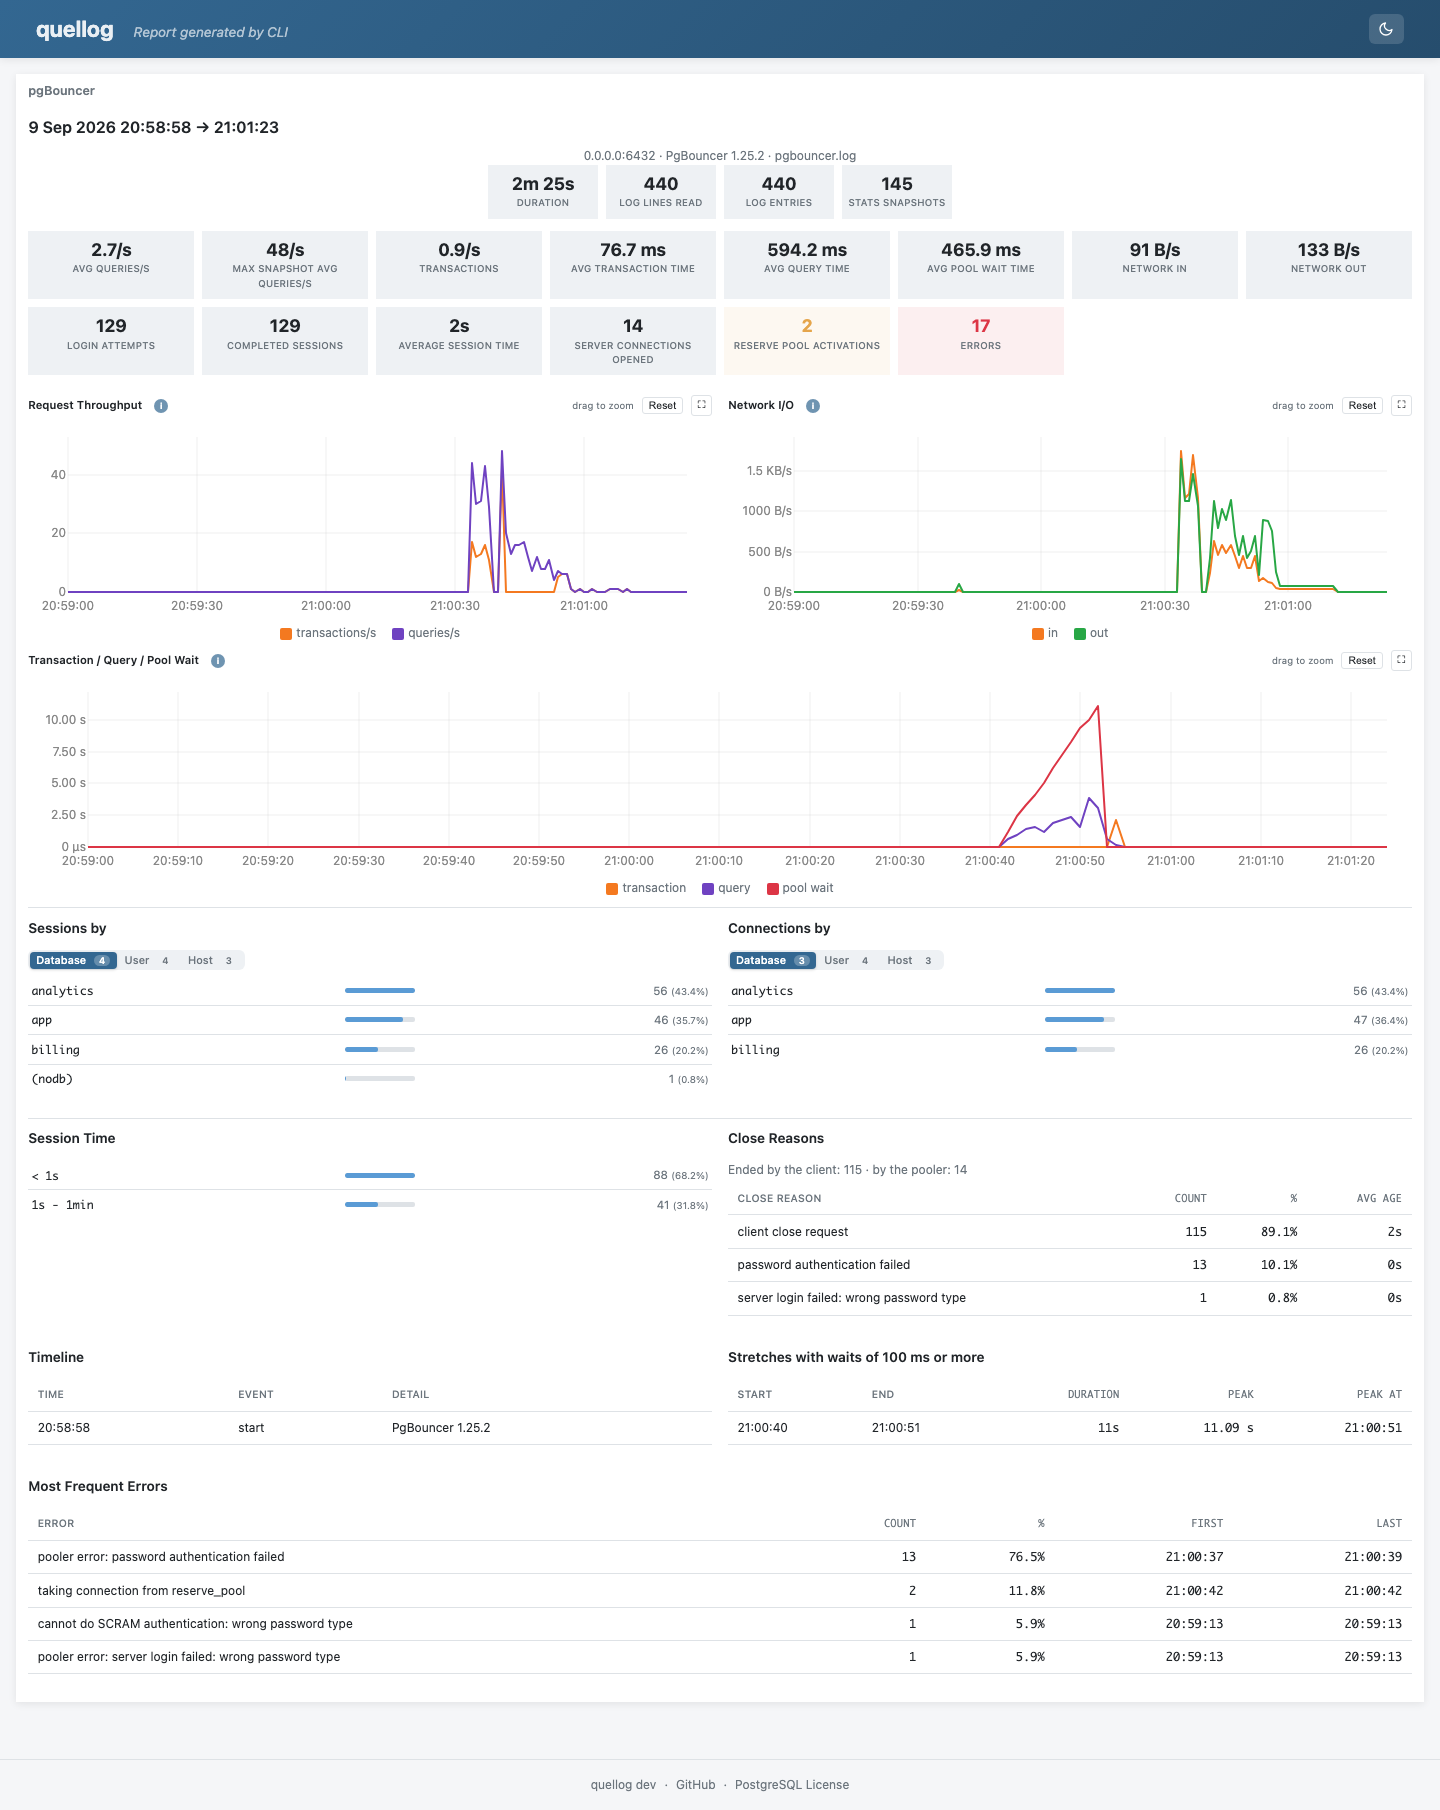 quellog Report generated by CLI
pgBouncer
9 Sep 2026 20:58:58 → 21:01:23
0.0.0.0:6432 · PgBouncer 1.25.2 · pgbouncer.log
2m 25s
DURATION
440
LOG LINES READ
440
LOG ENTRIES
145
STATS SNAPSHOTS
2.7/s
AVG QUERIES/S
48/s
MAX SNAPSHOT AVG
QUERIES/S
0.9/s
TRANSACTIONS
76.7 ms
AVG TRANSACTION TIME
594.2 ms
AVG QUERY TIME
465.9 ms
AVG POOL WAIT TIME
91 B/s
NETWORK IN
133 B/s
NETWORK OUT
129
LOGIN ATTEMPTS
129
COMPLETED SESSIONS
2s
AVERAGE SESSION TIME
14
SERVER CONNECTIONS
OPENED
2
RESERVE POOL ACTIVATIONS
17
ERRORS
Request Throughput i drag to zoom Reset
40
20
0
20:59:00 20:59:30 21:00:00 21:00:30 21:01:00
transactions/s queries/s
Network I/O i drag to zoom Reset
1.5 KB/s
1000 B/s
500 B/s
0 B/s
20:59:00 20:59:30 21:00:00 21:00:30 21:01:00
in out
Transaction / Query / Pool Wait i drag to zoom Reset
10.00 s
7.50 s
5.00 s
2.50 s
0 µs
20:59:00 20:59:10 20:59:20 20:59:30 20:59:40 20:59:50 21:00:00 21:00:10 21:00:20 21:00:30 21:00:40 21:00:50 21:01:00 21:01:10 21:01:20
transaction query pool wait
Sessions by
Database 4 User 4 Host 3
analytics 56 (43.4%)
app 46 (35.7%)
billing 26 (20.2%)
(nodb) 1 (0.8%)
Connections by
Database 3 User 4 Host 3
analytics 56 (43.4%)
app 47 (36.4%)
billing 26 (20.2%)
Session Time
< 1s 88 (68.2%)
1s - 1min 41 (31.8%)
Close Reasons
Ended by the client: 115 · by the pooler: 14
CLOSE REASON COUNT % AVG AGE
client close request 115 89.1% 2s
password authentication failed 13 10.1% 0s
server login failed: wrong password type 1 0.8% 0s
Timeline
TIME EVENT DETAIL
20:58:58 start PgBouncer 1.25.2
Stretches with waits of 100 ms or more
START END DURATION PEAK PEAK AT
21:00:40 21:00:51 11s 11.09 s 21:00:51
Most Frequent Errors
ERROR COUNT % FIRST LAST
pooler error: password authentication failed 13 76.5% 21:00:37 21:00:39
taking connection from reserve_pool 2 11.8% 21:00:42 21:00:42
cannot do SCRAM authentication: wrong password type 1 5.9% 20:59:13 20:59:13
pooler error: server login failed: wrong password type 1 5.9% 20:59:13 20:59:13
quellog dev · GitHub · PostgreSQL License